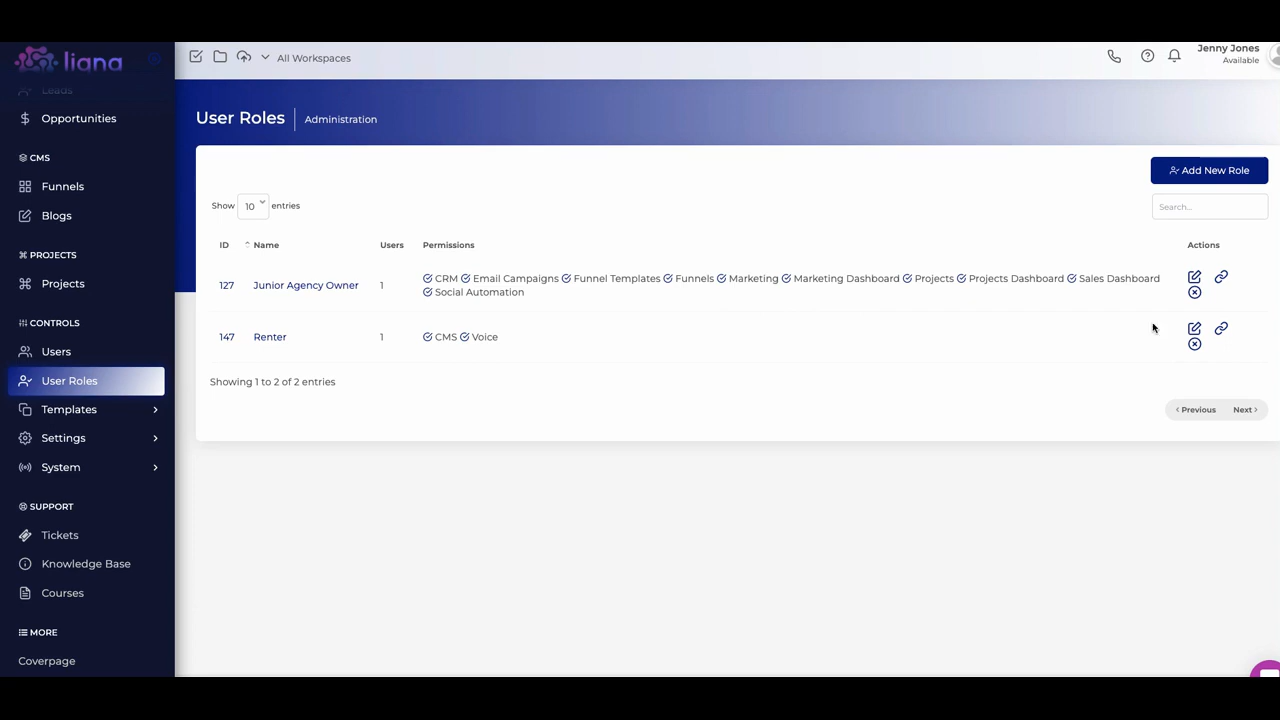 liana
All Workspaces
Jenny Jones
Available
Leads
Opportunities
CMS
Funnels
Blogs
PROJECTS
Projects
CONTROLS
Users
User Roles
Templates
Settings
System
SUPPORT
Tickets
Knowledge Base
Courses
MORE
Coverpage
User Roles
Administration
Add New Role
Show 10 entries
Search...
ID Name Users Permissions Actions
127 Junior Agency Owner 1 CRM Email Campaigns Funnel Templates Funnels Marketing Marketing Dashboard Projects Projects Dashboard Sales Dashboard
Social Automation
147 Renter 1 CMS Voice
Showing 1 to 2 of 2 entries
Previous Next